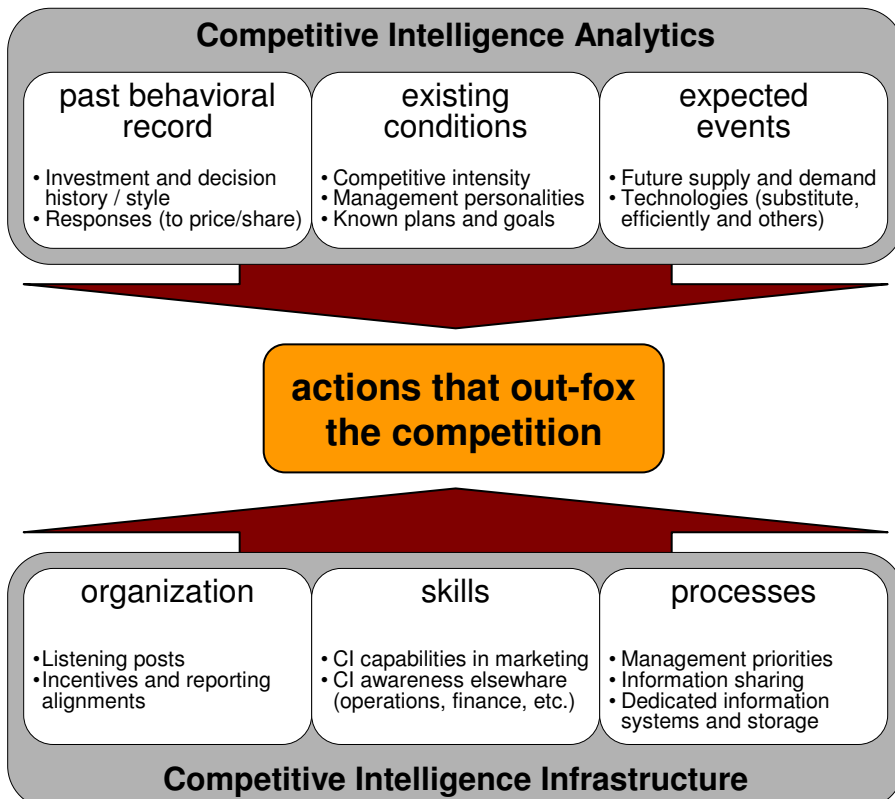 Competitive Intelligence Analytics
past behavioral
record
• Investment and decision
history / style
• Responses (to price/share)
existing
conditions
• Competitive intensity
• Management personalities
• Known plans and goals
expected
events
• Future supply and demand
• Technologies (substitute,
efficiently and others)
actions that out-fox
the competition
organization
•Listening posts
•Incentives and reporting
alignments
skills
• CI capabilities in marketing
• CI awareness elsewhare
(operations, finance, etc.)
processes
• Management priorities
• Information sharing
• Dedicated information
systems and storage
Competitive Intelligence Infrastructure